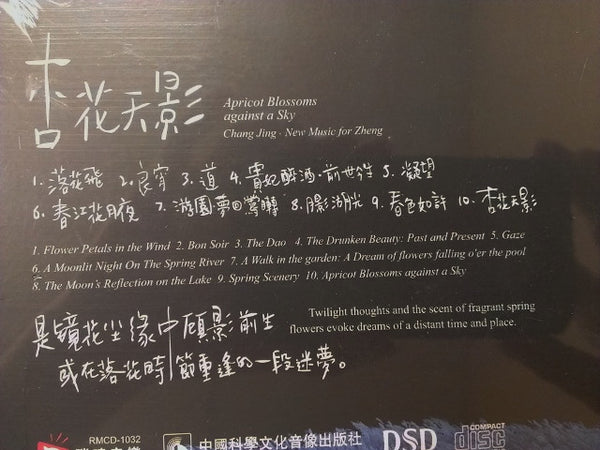 杏花天影
Apricot Blossoms
against a Sky
Chang Jing · New Music for Zheng
1. 落花飛 2. 良宵 3. 道 4. 貴妃醉酒·前世今生 5. 凝望
6. 春江花月夜 7. 游園·夢回鶯囀 8. 月影湖光 9. 春色如許 10. 杏花天影
1. Flower Petals in the Wind 2. Bon Soir 3. The Dao 4. The Drunken Beauty: Past and Present 5. Gaze
6. A Moonlit Night On The Spring River 7. A Walk in the garden: A Dream of flowers falling o'er the pool
8. The Moon's Reflection on the Lake 9. Spring Scenery 10. Apricot Blossoms against a Sky
是鏡花尘緣中顧影前生
或在落花時節重逢的一段迷夢。
Twilight thoughts and the scent of fragrant spring
flowers evoke dreams of a distant time and place.
RMCD-1032
中國科學文化音像出版社
DSD
COMPACT
disc